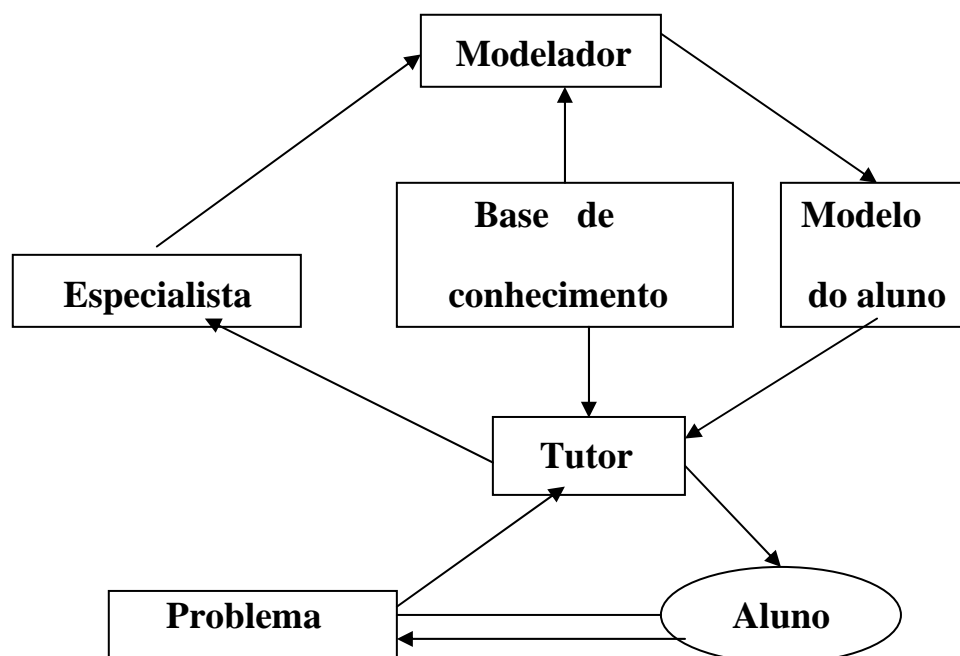 Modelador
Base de
conhecimento
Modelo
do aluno
Especialista
Tutor
Problema
Aluno